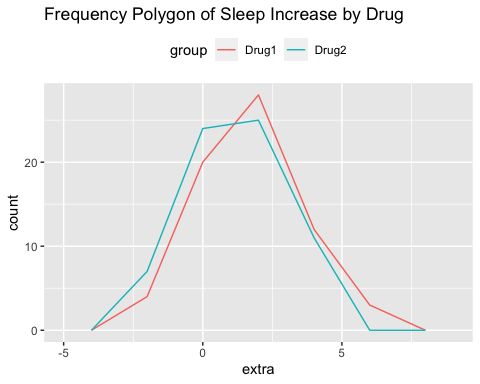 Frequency Polygon of Sleep Increase by Drug
group Drug1 Drug2
count
20
10
0
-5 0 5
extra